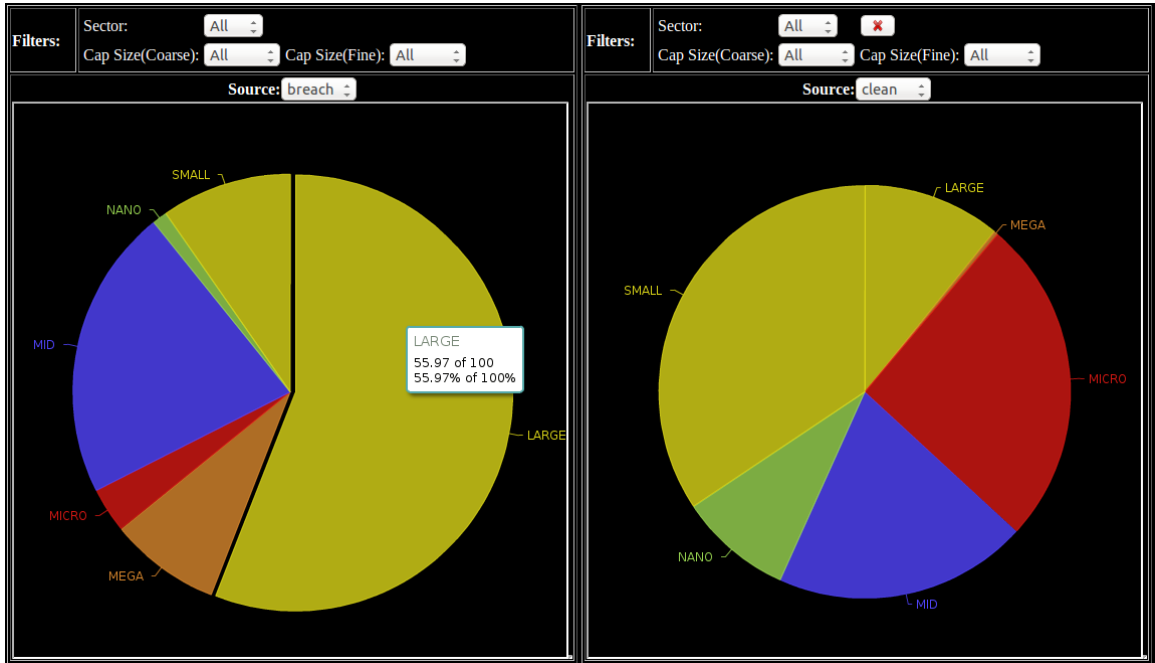 Filters:
Sector: All
Cap Size(Coarse): All Cap Size(Fine): All
Source: breach
SMALL
NANO
MID
MICRO
MEGA
LARGE
LARGE
55.97 of 100
55.97% of 100%
Filters:
Sector: All
Cap Size(Coarse): All Cap Size(Fine): All
Source: clean
LARGE
MEGA
SMALL
MICRO
NANO
MID